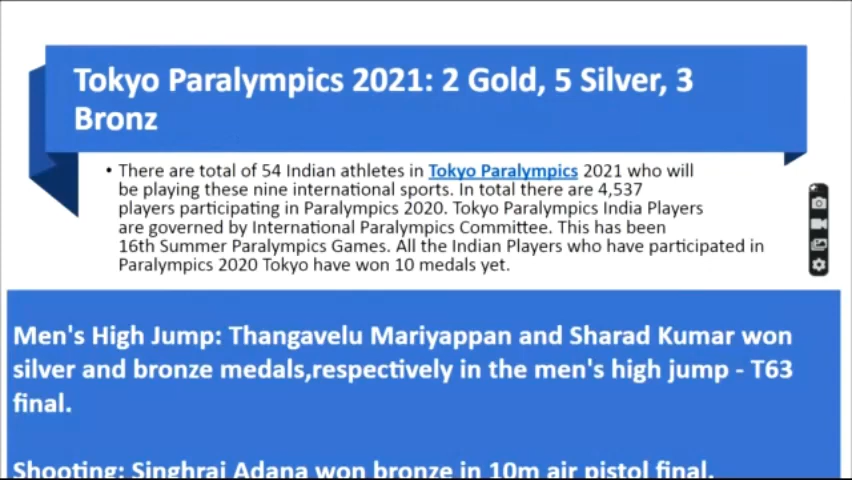 Tokyo Paralympics 2021: 2 Gold, 5 Silver, 3
Bronz
• There are total of 54 Indian athletes in Tokyo Paralympics 2021 who will
be playing these nine international sports. In total there are 4,537
players participating in Paralympics 2020. Tokyo Paralympics India Players
are governed by International Paralympics Committee. This has been
16th Summer Paralympics Games. All the Indian Players who have participated in
Paralympics 2020 Tokyo have won 10 medals yet.
Men's High Jump: Thangavelu Mariyappan and Sharad Kumar won
silver and bronze medals,respectively in the men's high jump - T63
final.
Shooting: Singhraj Adana won bronze in 10m air pistol final.